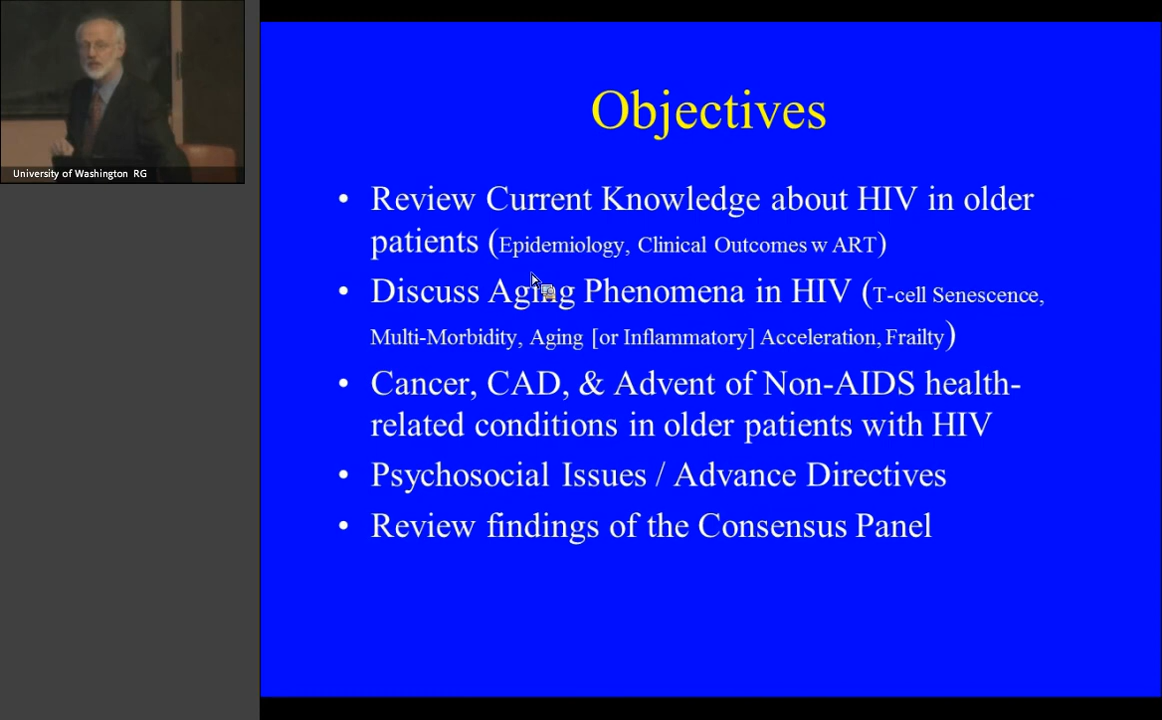 University of Washington RG
Objectives
• Review Current Knowledge about HIV in older
patients (Epidemiology, Clinical Outcomes w ART)
• Discuss Aging Phenomena in HIV (T-cell Senescence,
Multi-Morbidity, Aging [or Inflammatory] Acceleration, Frailty)
• Cancer, CAD, & Advent of Non-AIDS health-
related conditions in older patients with HIV
• Psychosocial Issues / Advance Directives
• Review findings of the Consensus Panel